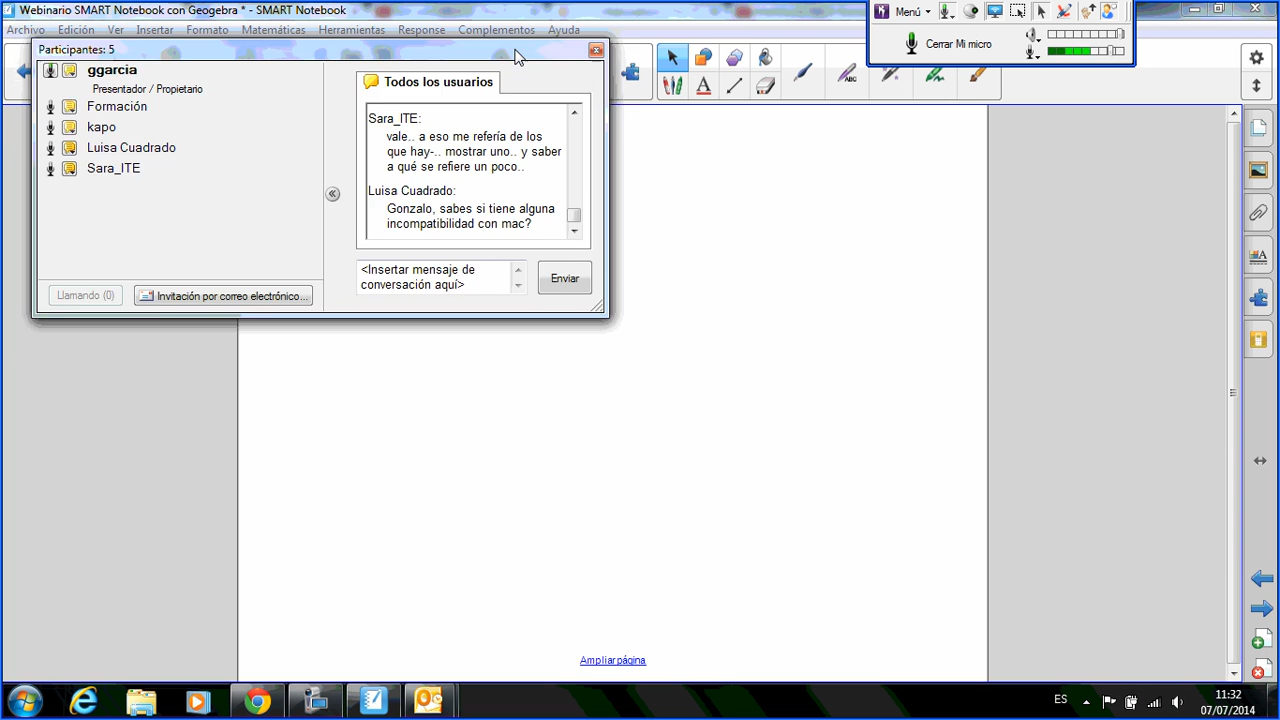 Webinario SMART Notebook con Geogebra * - SMART Notebook
Archivo Edición Ver Insertar Formato Matemáticas Herramientas Response Complementos Ayuda
Menú
Cerrar Mi micro
Participantes: 5
ggarcia
Presentador / Propietario
Formación
kapo
Luisa Cuadrado
Sara_ITE
Llamando (0)
Invitación por correo electrónico...
Todos los usuarios
Sara_ITE:
vale.. a eso me refería de los
que hay-.. mostrar uno.. y saber
a qué se refiere un poco..
Luisa Cuadrado:
Gonzalo, sabes si tiene alguna
incompatibilidad con mac?
<Insertar mensaje de
conversación aquí>
Enviar
ABC
A
Ampliar página
ES
11:32
07/07/2014